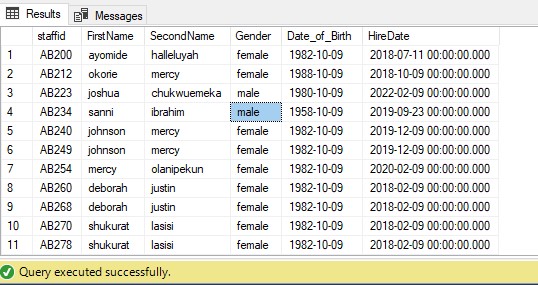 Results Messages
staffid FirstName SecondName Gender Date_of_Birth HireDate
1 AB200 ayomide halleluyah female 1982-10-09 2018-07-11 00:00:00.000
2 AB212 okorie mercy female 1988-10-09 2018-10-09 00:00:00.000
3 AB223 joshua chukwuemeka male 1980-10-09 2022-02-09 00:00:00.000
4 AB234 sanni ibrahim male 1958-10-09 2019-09-23 00:00:00.000
5 AB240 johnson mercy female 1982-10-09 2019-12-09 00:00:00.000
6 AB249 johnson mercy female 1982-10-09 2019-12-09 00:00:00.000
7 AB254 mercy olanipekun female 1982-10-09 2020-02-09 00:00:00.000
8 AB260 deborah justin female 1982-10-09 2018-02-09 00:00:00.000
9 AB268 deborah justin female 1982-10-09 2018-02-09 00:00:00.000
10 AB270 shukurat lasisi female 1982-10-09 2018-02-09 00:00:00.000
11 AB278 shukurat lasisi female 1982-10-09 2018-02-09 00:00:00.000
Query executed successfully.